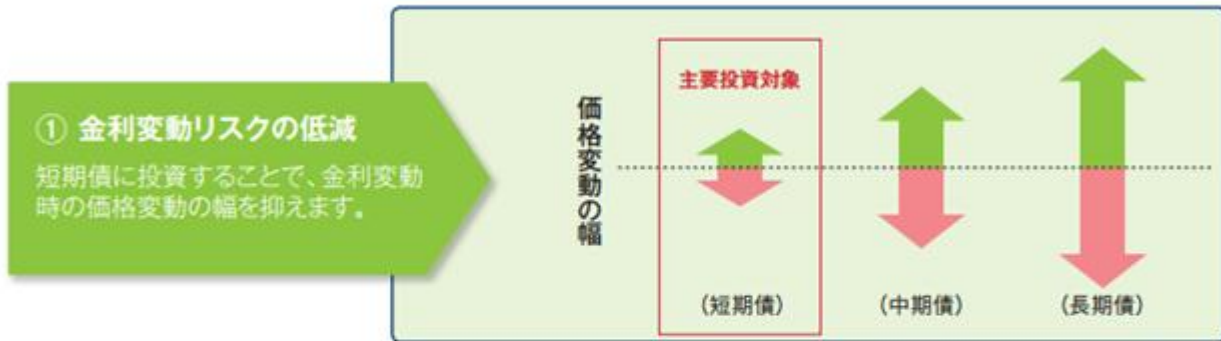 ① 金利変動リスクの低減
短期債に投資することで、金利変動
時の価格変動の幅を抑えます。
価格変動の幅
主要投資対象
(短期債)
(中期債)
(長期債)